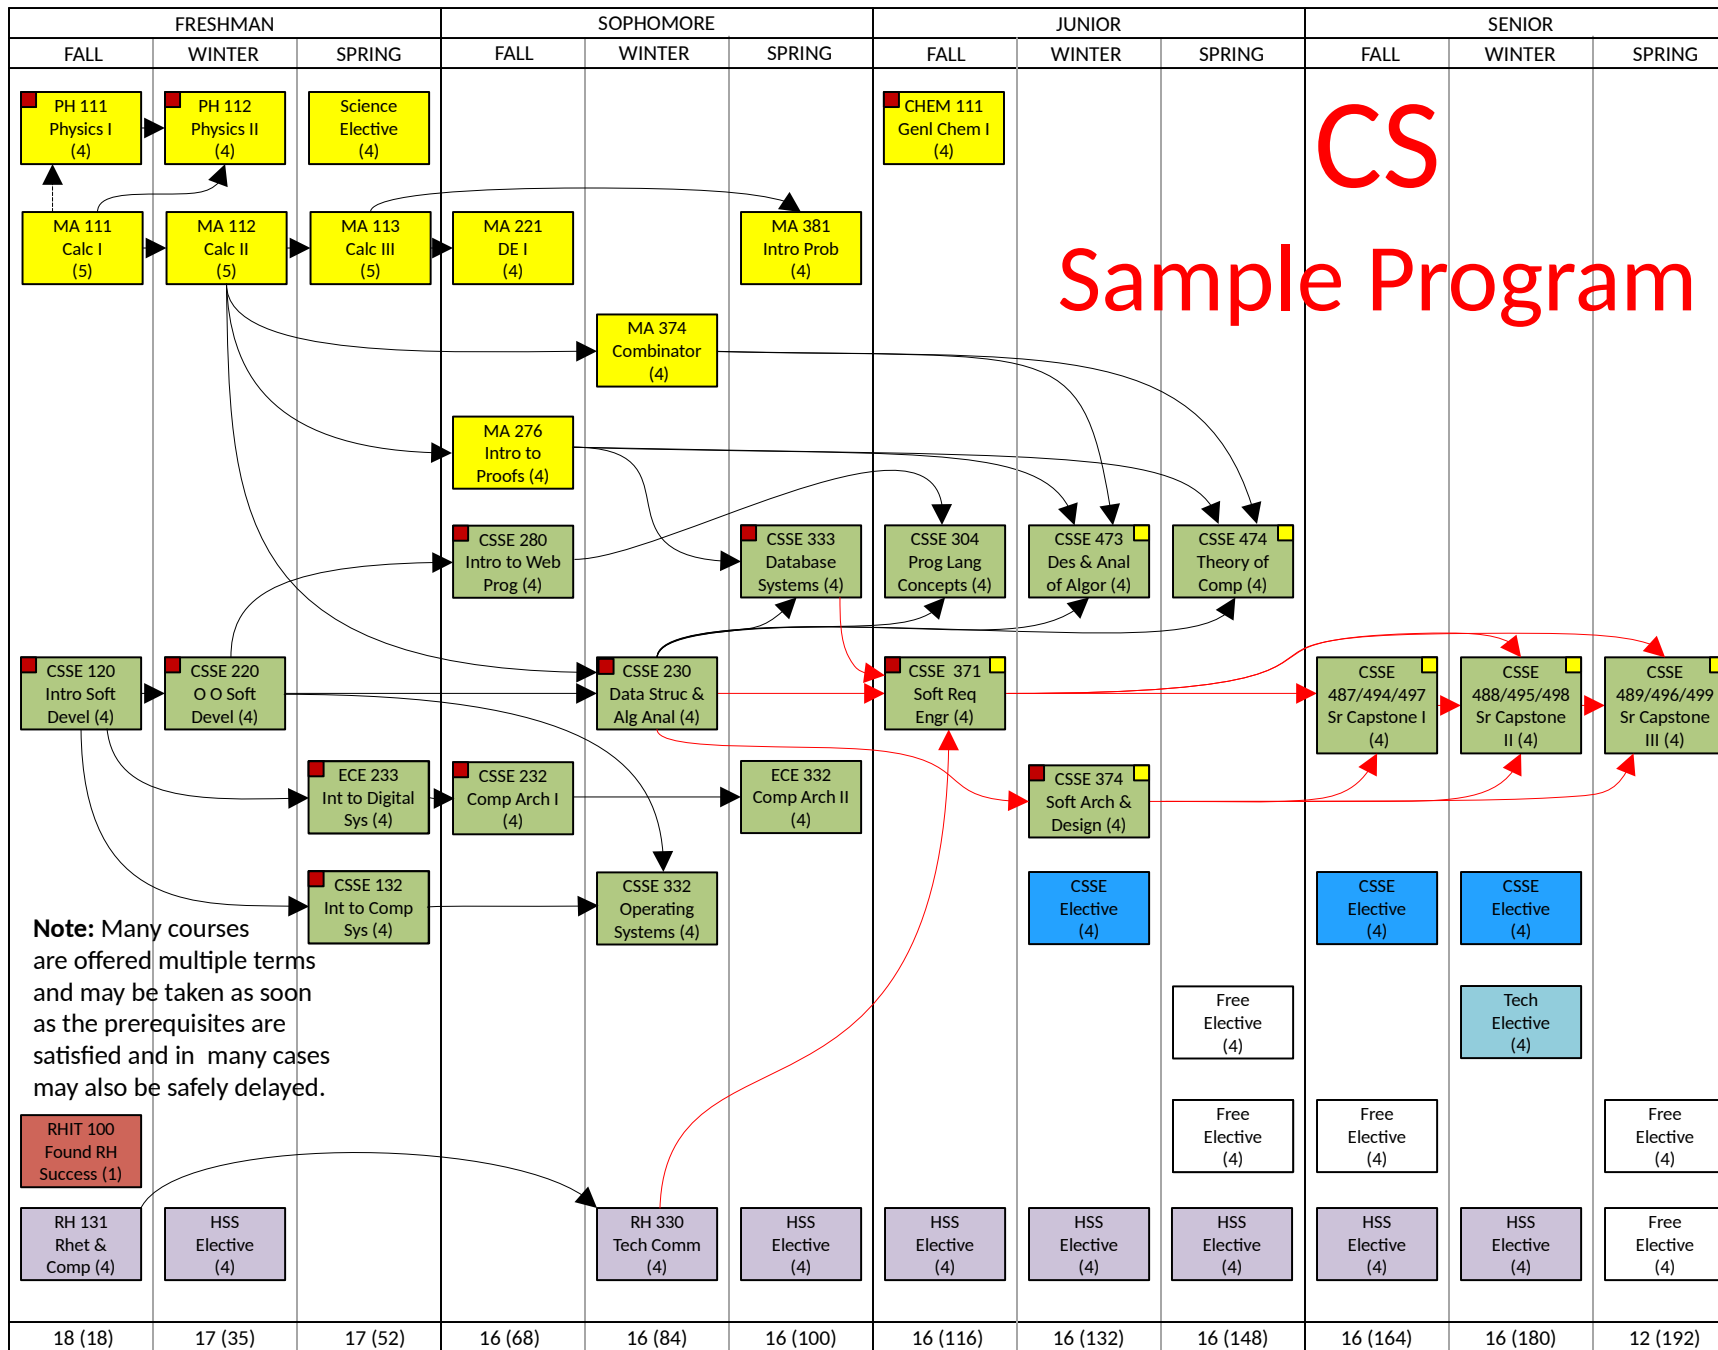 FRESHMAN
SOPHOMORE
JUNIOR
SENIOR
FALL
WINTER
SPRING
FALL
WINTER
SPRING
FALL
WINTER
SPRING
FALL
WINTER
SPRING
PH 111
Physics I
(4)
PH 112
Physics II
(4)
Science
Elective
(4)
CHEM 111
Genl Chem I
(4)
CS
Sample Program
MA 111
Calc I
(5)
MA 112
Calc II
(5)
MA 113
Calc III
(5)
MA 221
DE I
(4)
MA 381
Intro Prob
(4)
MA 374
Combinator
(4)
MA 276
Intro to
Proofs (4)
CSSE 280
Intro to Web
Prog (4)
CSSE 333
Database
Systems (4)
CSSE 304
Prog Lang
Concepts (4)
CSSE 473
Des & Anal
of Algor (4)
CSSE 474
Theory of
Comp (4)
CSSE 120
Intro Soft
Devel (4)
CSSE 220
O O Soft
Devel (4)
CSSE 230
Data Struc &
Alg Anal (4)
CSSE 371
Soft Req
Engr (4)
CSSE
487/494/497
Sr Capstone I
(4)
CSSE
488/495/498
Sr Capstone
II (4)
CSSE
489/496/499
Sr Capstone
III (4)
ECE 233
Int to Digital
Sys (4)
CSSE 232
Comp Arch I
(4)
ECE 332
Comp Arch II
(4)
CSSE 374
Soft Arch &
Design (4)
CSSE 132
Int to Comp
Sys (4)
CSSE 332
Operating
Systems (4)
CSSE
Elective
(4)
CSSE
Elective
(4)
CSSE
Elective
(4)
Note: Many courses
are offered multiple terms
and may be taken as soon
as the prerequisites are
satisfied and in  many cases
may also be safely delayed.
Free
Elective
(4)
Tech
Elective
(4)
RHIT 100
Found RH
Success (1)
Free
Elective
(4)
Free
Elective
(4)
Free
Elective
(4)
RH 131
Rhet &
Comp (4)
HSS
Elective
(4)
RH 330
Tech Comm
(4)
HSS
Elective
(4)
HSS
Elective
(4)
HSS
Elective
(4)
HSS
Elective
(4)
HSS
Elective
(4)
HSS
Elective
(4)
Free
Elective
(4)
18 (18)
17 (35)
17 (52)
16 (68)
16 (84)
16 (100)
16 (116)
16 (132)
16 (148)
16 (164)
16 (180)
12 (192)